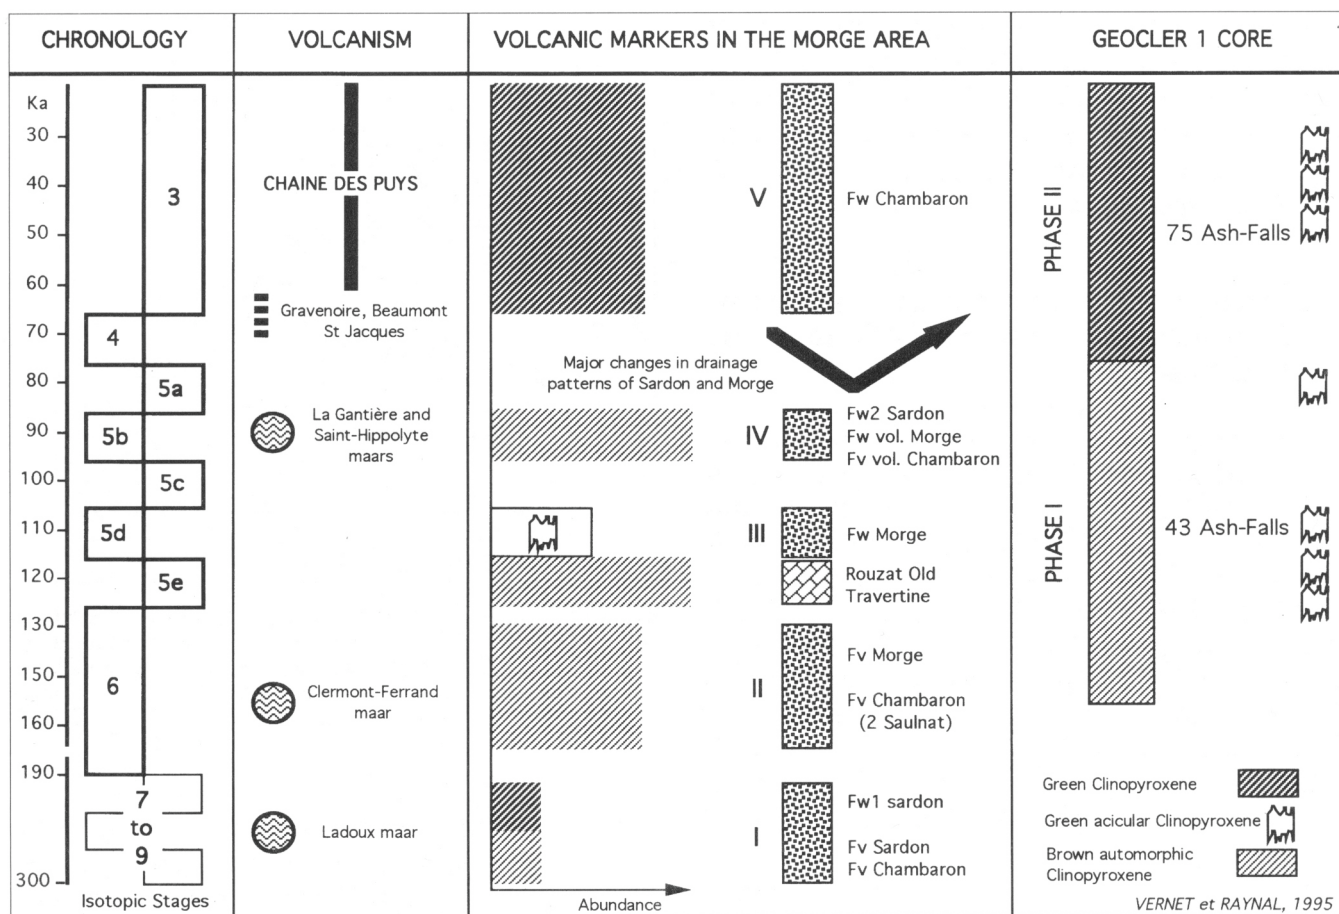 CHRONOLOGY
VOLCANISM
VOLCANIC MARKERS IN THE MORGE AREA
GEOCLER 1 CORE
Ka
30
40
50
60
70
80
90
100
110
120
130
150
160
190
300
3
4
5a
5b
5c
5d
5e
6
7
to
9
Isotopic Stages
CHAINE DES PUYS
Gravenoire, Beaumont
St Jacques
La Gantière and
Saint-Hippolyte
maars
Clermont-Ferrand
maar
Ladoux maar
V
Fw Chambaron
Major changes in drainage
patterns of Sardon and Morge
IV
Fw2 Sardon
Fw vol. Morge
Fv vol. Chambaron
III
Fw Morge
Rouzat Old
Travertine
II
Fv Morge
Fv Chambaron
(2 Saulnat)
I
Fw1 sardon
Fv Sardon
Fv Chambaron
Abundance
PHASE II
75 Ash-Falls
PHASE I
43 Ash-Falls
Green Clinopyroxene
Green acicular Clinopyroxene
Brown automorphic
Clinopyroxene
VERNET et RAYNAL, 1995